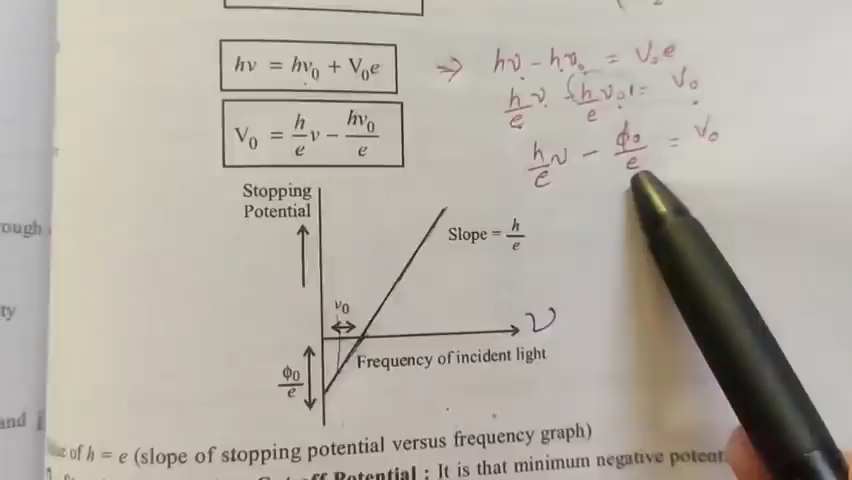 hν = hν₀ + V₀e
⇒ hν - hν₀ = V₀e
h/e ν - hν₀/e = V₀
V₀ = h/e ν − hν₀/e
h/e ν - ϕ₀/e = V₀
Stopping
Potential
Slope = h/e
ν₀
ν
Frequency of incident light
ϕ₀/e
rough
ty
and i
of h = e (slope of stopping potential versus frequency graph)
Potential : It is that minimum negative potent